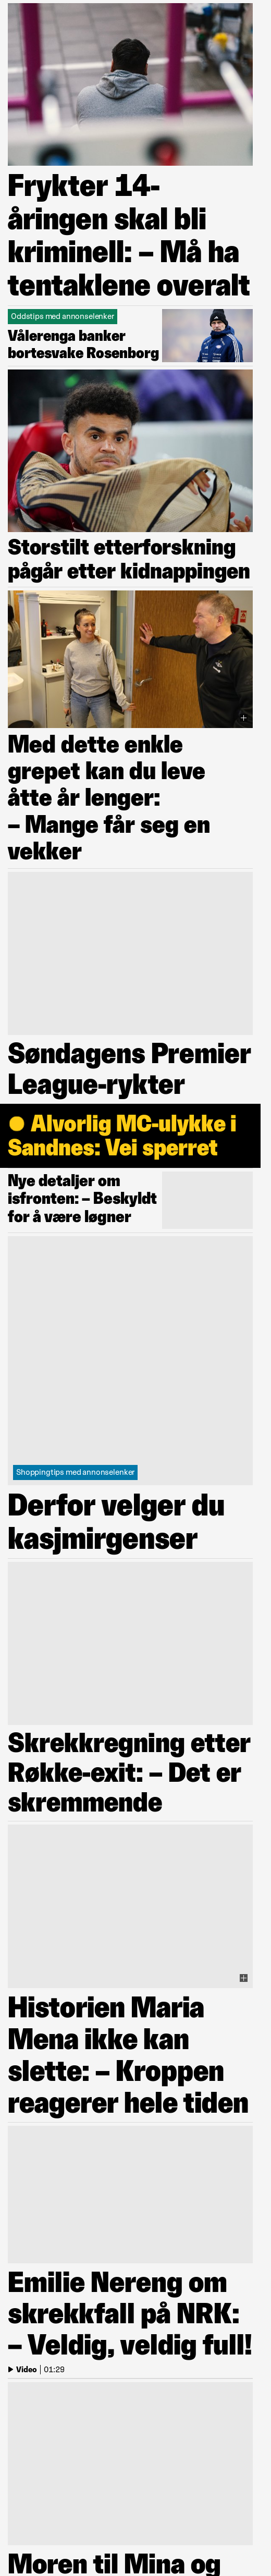 Frykter 14-
åringen skal bli
kriminell: – Må ha
tentaklene overalt
Oddstips med annonselenker
Vålerenga banker
bortesvake Rosenborg
Storstilt etterforskning
pågår etter kidnappingen
Med dette enkle
grepet kan du leve
åtte år lenger:
– Mange får seg en
vekker
Søndagens Premier
League-rykter
Alvorlig MC-ulykke i
Sandnes: Vei sperret
Nye detaljer om
isfronten: – Beskyldt
for å være løgner
Shoppingtips med annonselenker
Derfor velger du
kasjmirgenser
Skrekkregning etter
Røkke-exit: – Det er
skremmende
Historien Maria
Mena ikke kan
slette: – Kroppen
reagerer hele tiden
Emilie Nereng om
skrekkfall på NRK:
– Veldig, veldig full!
Video 01:29
Moren til Mina og